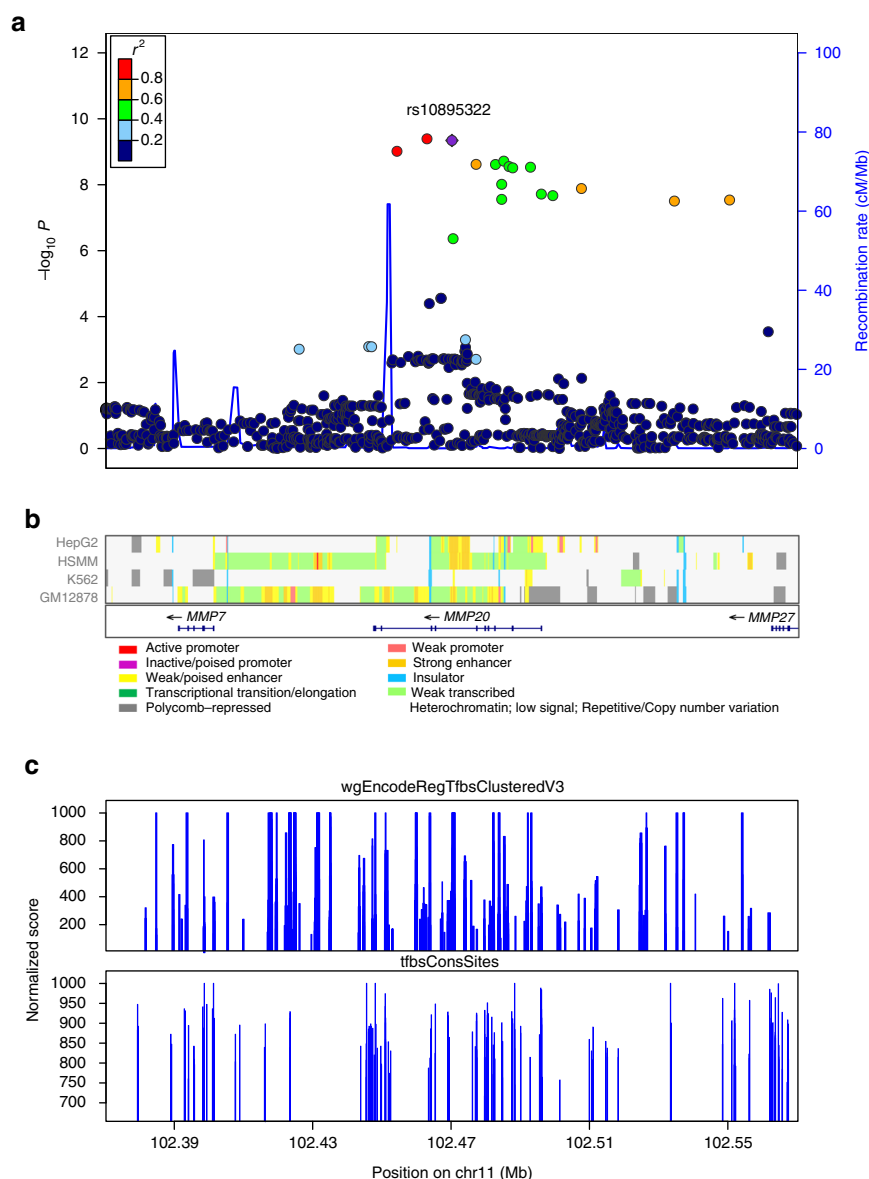 a
r²
0.8
0.6
0.4
0.2
rs10895322
12
10
8
6
4
2
0
–log₁₀ P
100
80
60
40
20
0
Recombination rate (cM/Mb)
b
HepG2
HSMM
K562
GM12878
← MMP7
← MMP20
← MMP27
Active promoter
Inactive/poised promoter
Weak/poised enhancer
Transcriptional transition/elongation
Polycomb–repressed
Weak promoter
Strong enhancer
Insulator
Weak transcribed
Heterochromatin; low signal; Repetitive/Copy number variation
c
wgEncodeRegTfbsClusteredV3
1000
800
600
400
200
Normalized score
tfbsConsSites
1000
950
900
850
800
750
700
102.39
102.43
102.47
102.51
102.55
Position on chr11 (Mb)